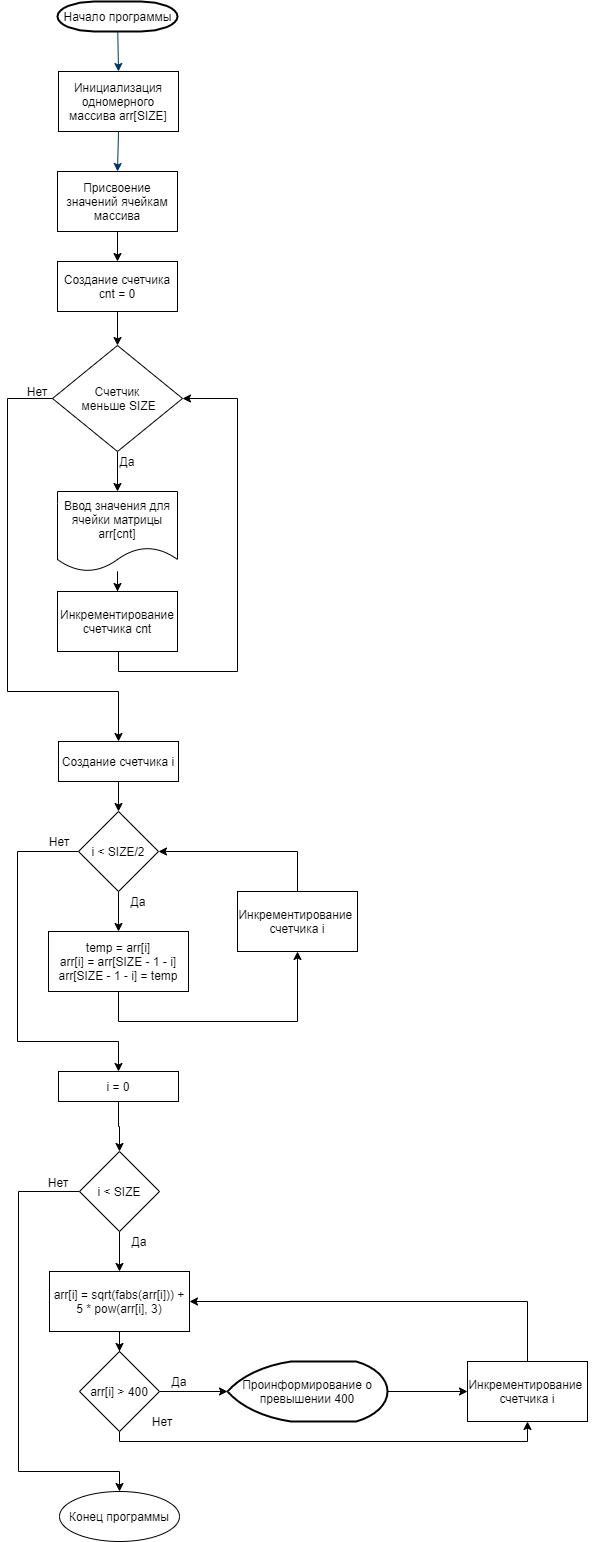 Начало программы
Инициализация
одномерного
массива arr[SIZE]
Присвоение
значений ячейкам
массива
Создание счетчика
cnt = 0
Счетчик
меньше SIZE
Нет
Да
Ввод значения для
ячейки матрицы
arr[cnt]
Инкрементирование
счетчика cnt
Создание счетчика i
i < SIZE/2
Нет
Да
temp = arr[i]
arr[i] = arr[SIZE - 1 - i]
arr[SIZE - 1 - i] = temp
Инкрементирование
счетчика i
i = 0
i < SIZE
Нет
Да
arr[i] = sqrt(fabs(arr[i])) +
5 * pow(arr[i], 3)
arr[i] > 400
Да
Нет
Проинформирование о
превышении 400
Инкрементирование
счетчика i
Конец программы